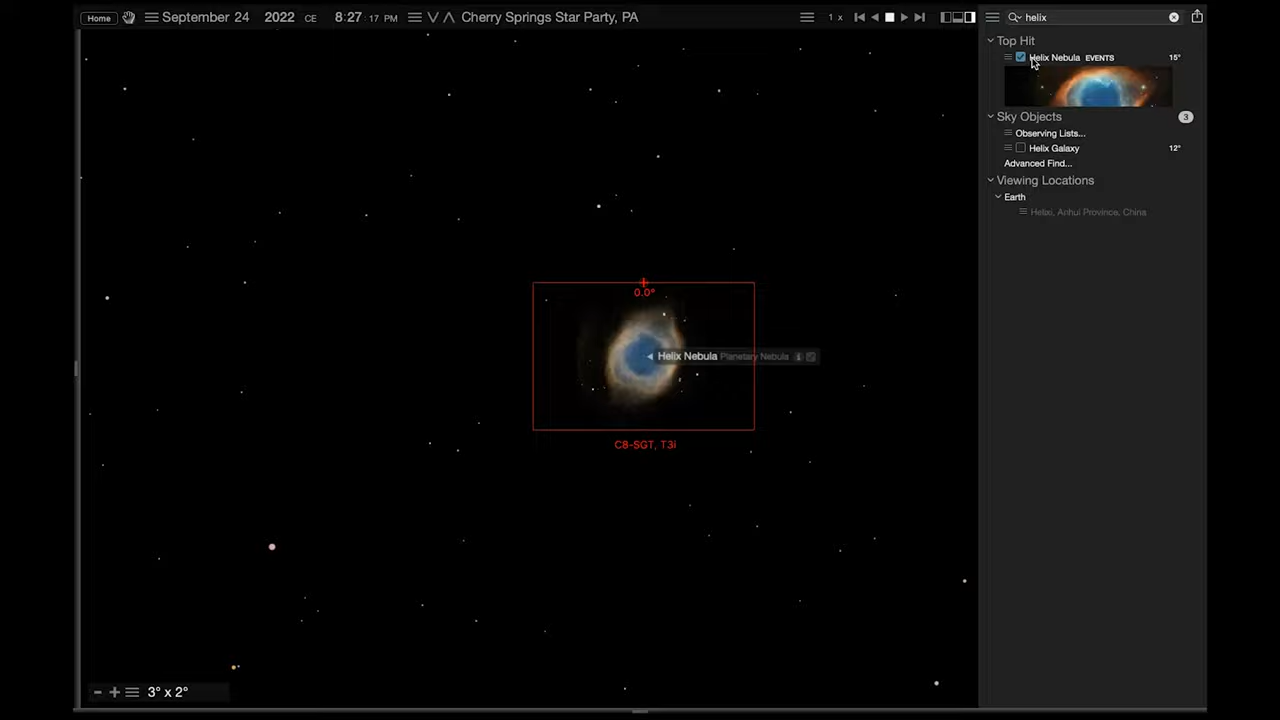 Home September 24 2022 CE 8:27:17 PM Cherry Springs Star Party, PA 1 x helix
Top Hit
Helix Nebula EVENTS 15°
Sky Objects 3
Observing Lists...
Helix Galaxy 12°
Advanced Find...
Viewing Locations
Earth
Helixi, Anhui Province, China
0.0°
Helix Nebula Planetary Nebula
C8-SGT, T3i
3° x 2°